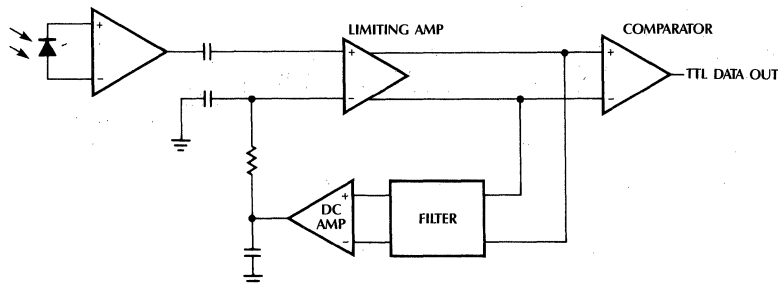 LIMITING AMP
COMPARATOR
+
−
+
−
+
−
TTL DATA OUT
+
−
DC
AMP
FILTER